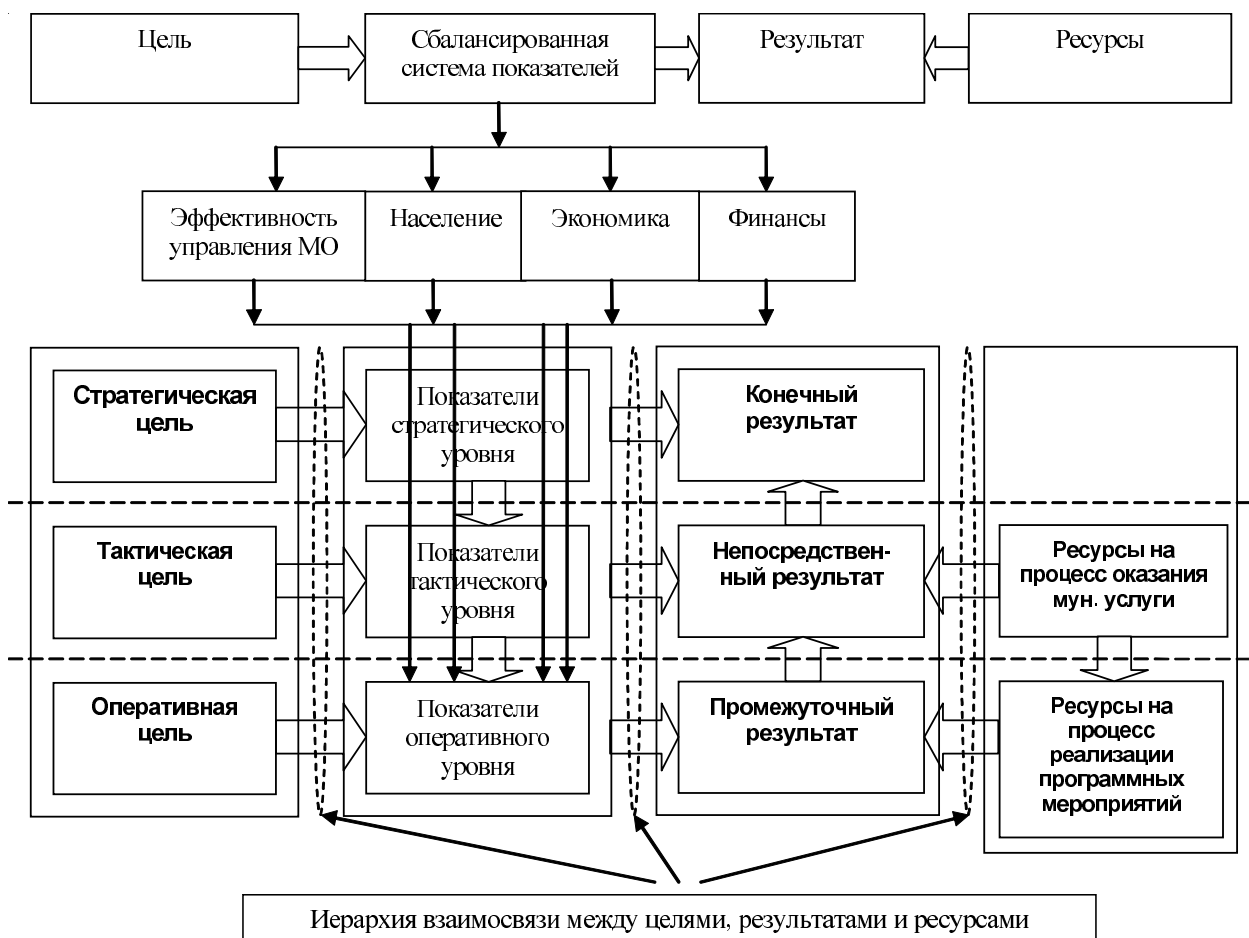 Цель
Сбалансированная
система показателей
Результат
Ресурсы
Эффективность
управления МО
Население
Экономика
Финансы
Стратегическая
цель
Показатели
стратегического
уровня
Конечный
результат
Тактическая
цель
Показатели
тактического
уровня
Непосредствен-
ный результат
Ресурсы на
процесс оказания
мун. услуги
Оперативная
цель
Показатели
оперативного
уровня
Промежуточный
результат
Ресурсы на
процесс
реализации
программных
мероприятий
Иерархия взаимосвязи между целями, результатами и ресурсами